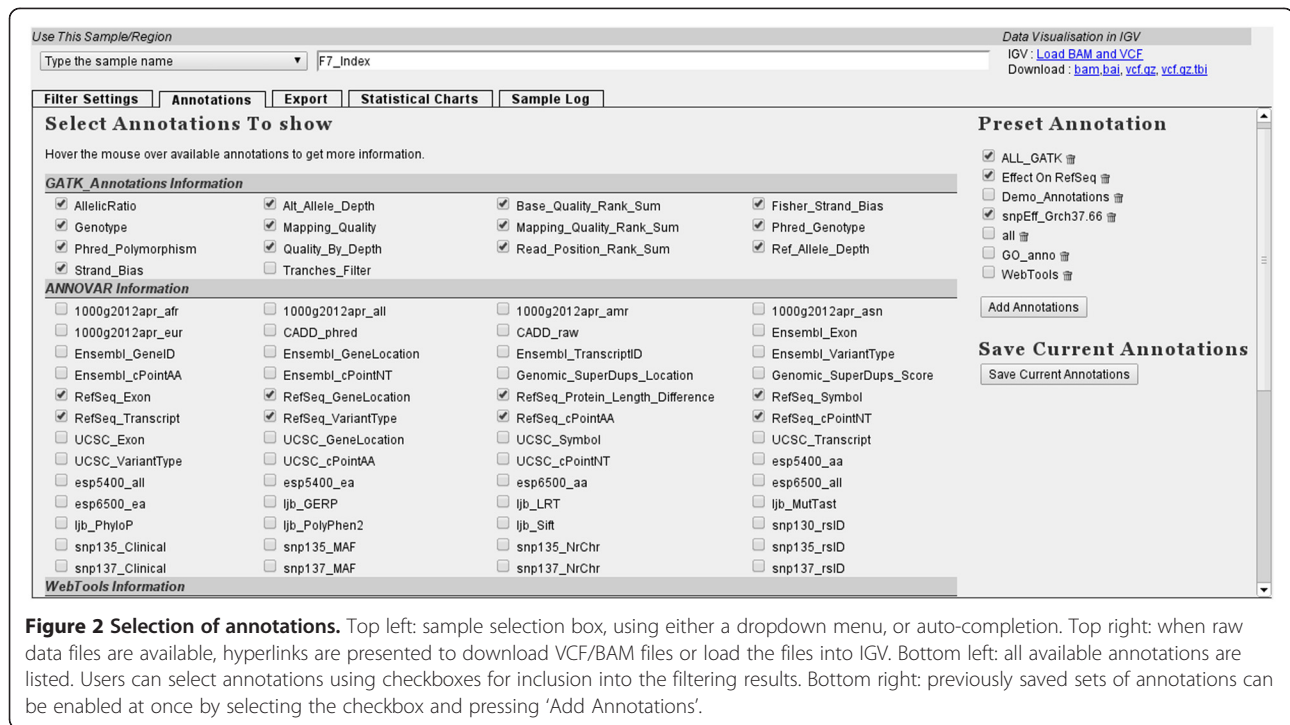 Use This Sample/Region Data Visualisation in IGV
Type the sample name F7_Index IGV : Load BAM and VCF
Download : bam,bai, vcf.gz, vcf.gz.tbi
Filter Settings Annotations Export Statistical Charts Sample Log
Select Annotations To show
Hover the mouse over available annotations to get more information.
GATK_Annotations Information
AllelicRatio Alt_Allele_Depth Base_Quality_Rank_Sum Fisher_Strand_Bias
Genotype Mapping_Quality Mapping_Quality_Rank_Sum Phred_Genotype
Phred_Polymorphism Quality_By_Depth Read_Position_Rank_Sum Ref_Allele_Depth
Strand_Bias Tranches_Filter
ANNOVAR Information
1000g2012apr_afr 1000g2012apr_all 1000g2012apr_amr 1000g2012apr_asn
1000g2012apr_eur CADD_phred CADD_raw Ensembl_Exon
Ensembl_GeneID Ensembl_GeneLocation Ensembl_TranscriptID Ensembl_VariantType
Ensembl_cPointAA Ensembl_cPointNT Genomic_SuperDups_Location Genomic_SuperDups_Score
RefSeq_Exon RefSeq_GeneLocation RefSeq_Protein_Length_Difference RefSeq_Symbol
RefSeq_Transcript RefSeq_VariantType RefSeq_cPointAA RefSeq_cPointNT
UCSC_Exon UCSC_GeneLocation UCSC_Symbol UCSC_Transcript
UCSC_VariantType UCSC_cPointAA UCSC_cPointNT esp5400_aa
esp5400_all esp5400_ea esp6500_aa esp6500_all
esp6500_ea ljb_GERP ljb_LRT ljb_MutTast
ljb_PhyloP ljb_PolyPhen2 ljb_Sift snp130_rsID
snp135_Clinical snp135_MAF snp135_NrChr snp135_rsID
snp137_Clinical snp137_MAF snp137_NrChr snp137_rsID
WebTools Information
Preset Annotation
ALL_GATK
Effect On RefSeq
Demo_Annotations
snpEff_Grch37.66
all
GO_anno
WebTools
Add Annotations
Save Current Annotations
Save Current Annotations
Figure 2 Selection of annotations. Top left: sample selection box, using either a dropdown menu, or auto-completion. Top right: when raw
data files are available, hyperlinks are presented to download VCF/BAM files or load the files into IGV. Bottom left: all available annotations are
listed. Users can select annotations using checkboxes for inclusion into the filtering results. Bottom right: previously saved sets of annotations can
be enabled at once by selecting the checkbox and pressing ‘Add Annotations’.